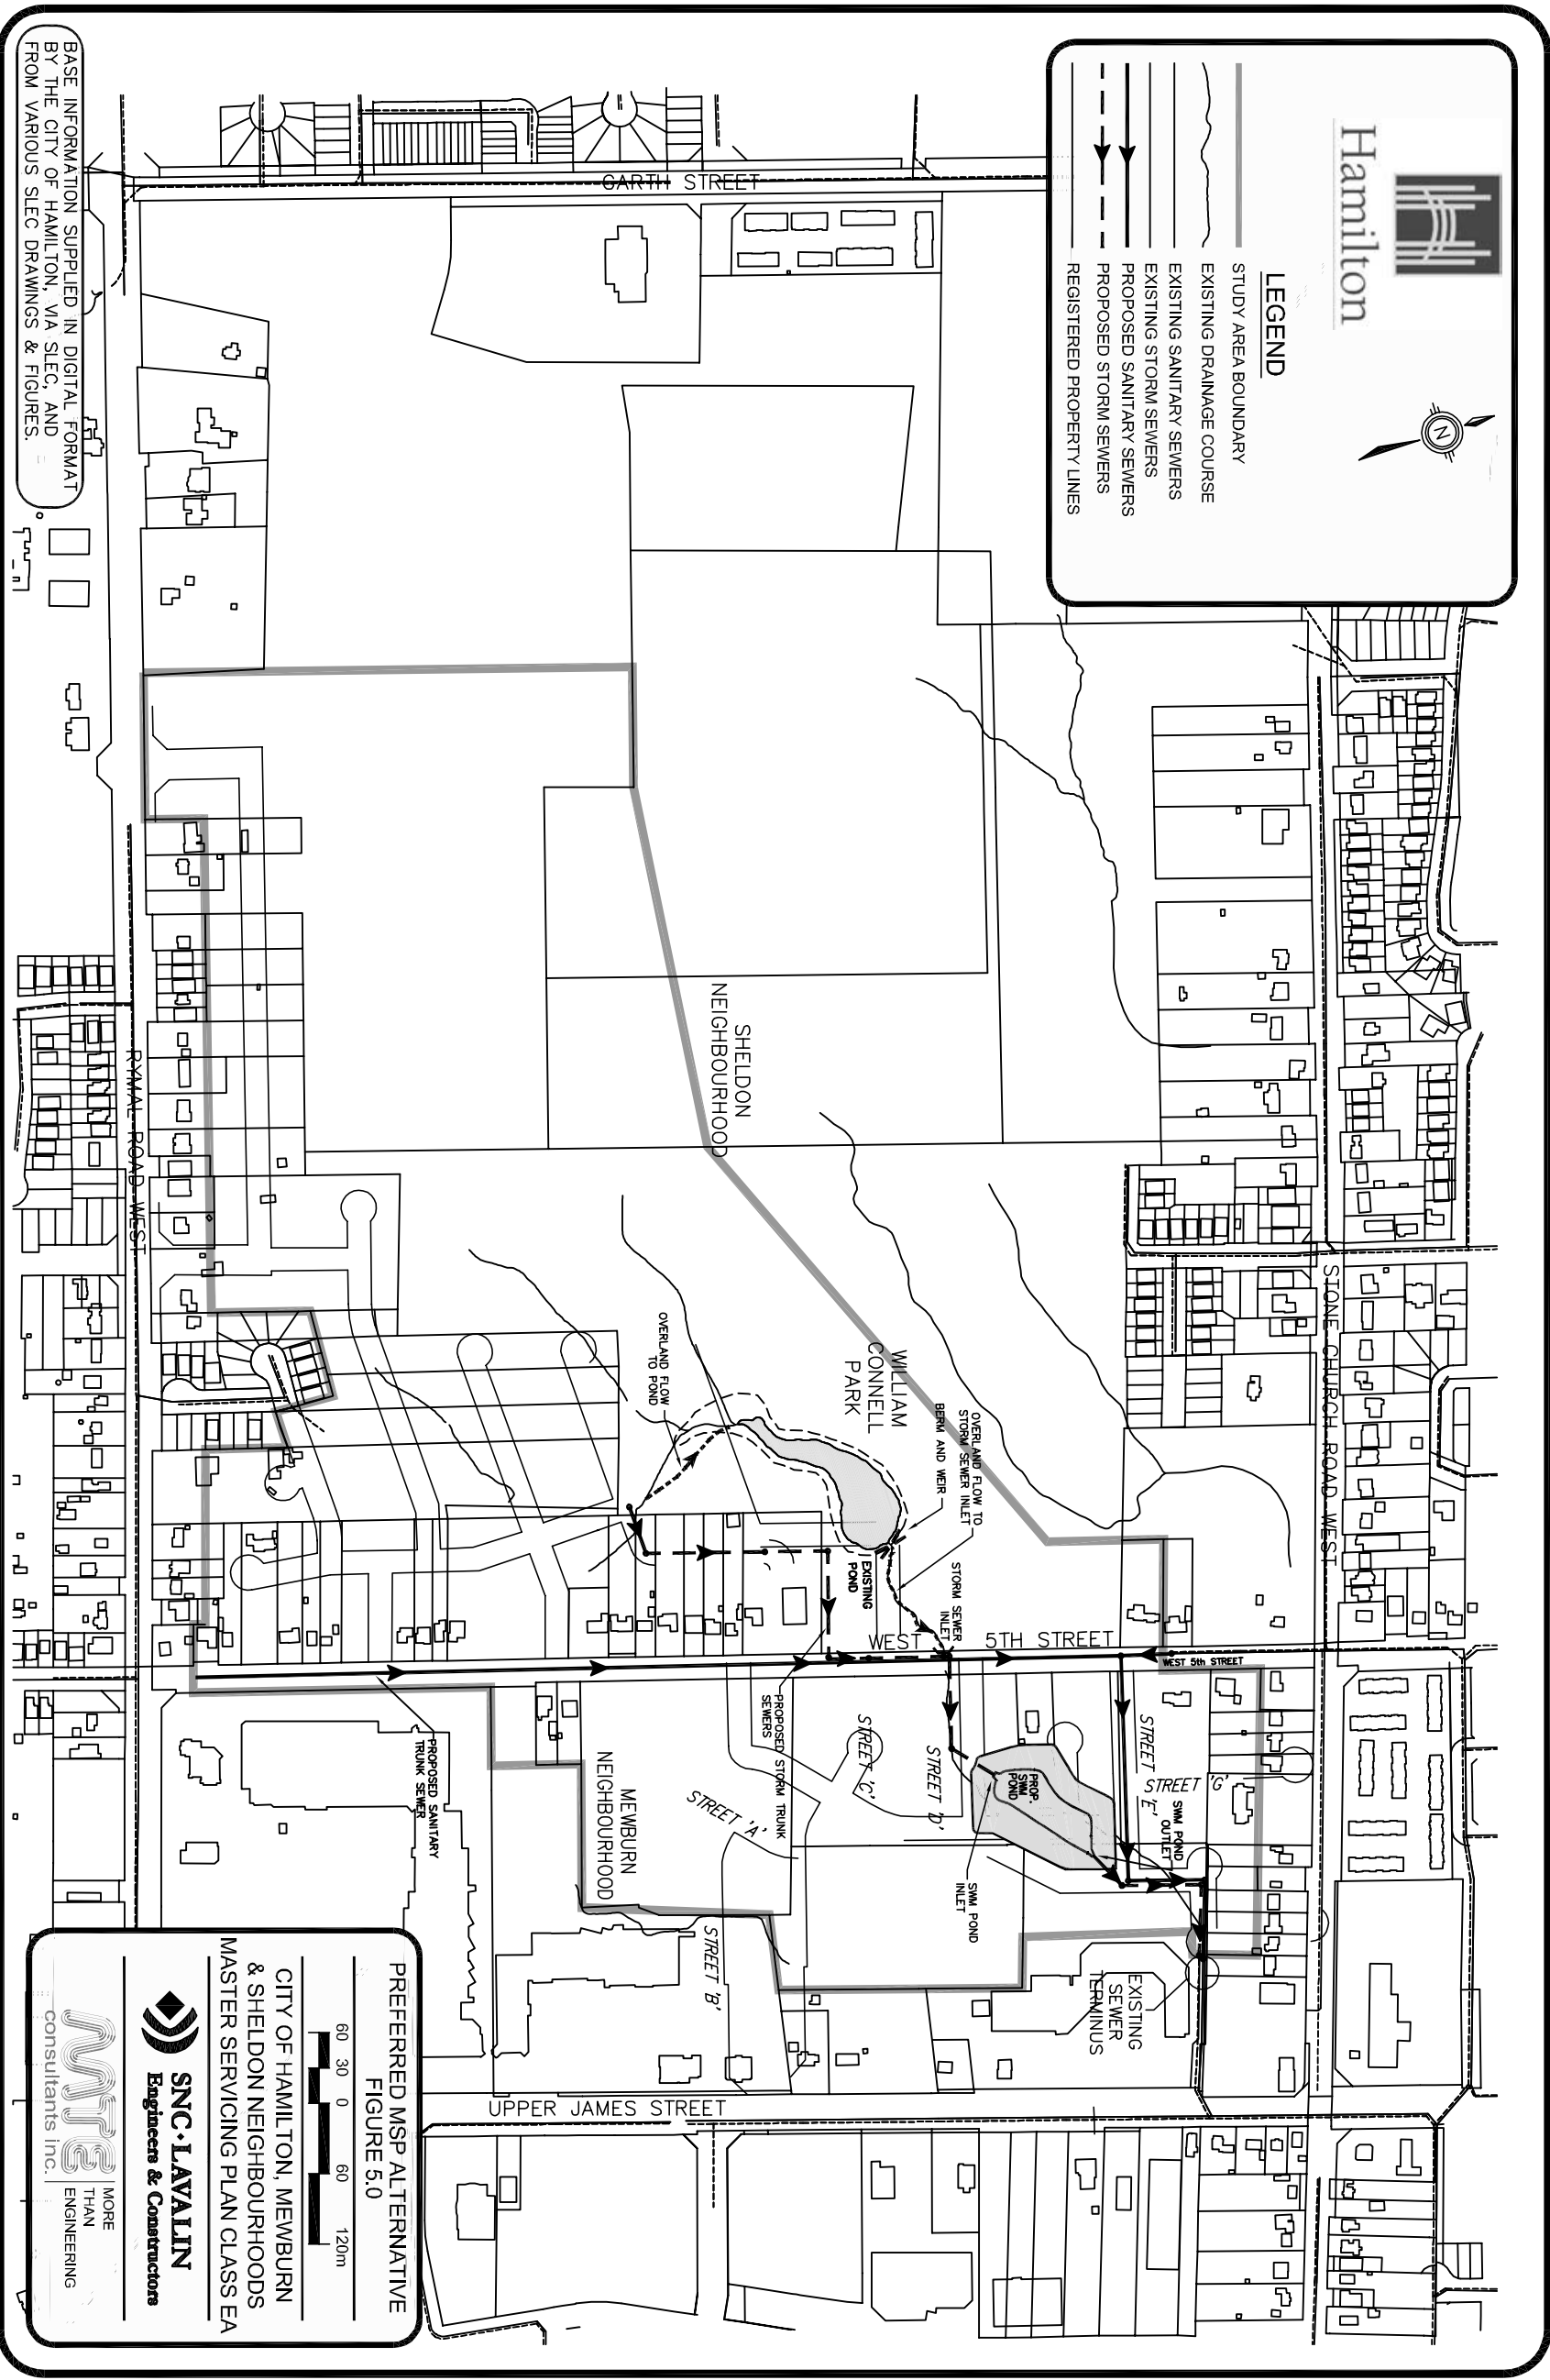 Hamilton
LEGEND
STUDY AREA BOUNDARY
EXISTING DRAINAGE COURSE
EXISTING SANITARY SEWERS
EXISTING STORM SEWERS
PROPOSED SANITARY SEWERS
PROPOSED STORM SEWERS
REGISTERED PROPERTY LINES
N
STONE CHURCH ROAD WEST
GARTH STREET
SHELDON
NEIGHBOURHOOD
WILLIAM
CONNELL
PARK
OVERLAND FLOW TO
STORM SEWER INLET
BERM AND WEIR
OVERLAND FLOW
TO POND
EXISTING
POND
STORM SEWER
INLET
WEST 5TH STREET
WEST 5th STREET
STREET 'G'
STREET 'E'
SWM POND
OUTLET
PROP.
SWM
POND
SWM POND
INLET
STREET 'D'
STREET 'C'
PROPOSED STORM TRUNK
SEWERS
STREET 'A'
STREET 'B'
MEWBURN
NEIGHBOURHOOD
EXISTING
SEWER
TERMINUS
PROPOSED SANITARY
TRUNK SEWER
UPPER JAMES STREET
RYMAL ROAD WEST
BASE INFORMATION SUPPLIED IN DIGITAL FORMAT
BY THE CITY OF HAMILTON, VIA SLEC, AND
FROM VARIOUS SLEC DRAWINGS & FIGURES.
PREFERRED MSP ALTERNATIVE
FIGURE 5.0
60 30 0 60 120m
CITY OF HAMILTON, MEWBURN
& SHELDON NEIGHBOURHOODS
MASTER SERVICING PLAN CLASS EA
SNC·LAVALIN
Engineers & Constructors
MTE
consultants inc.
MORE
THAN
ENGINEERING